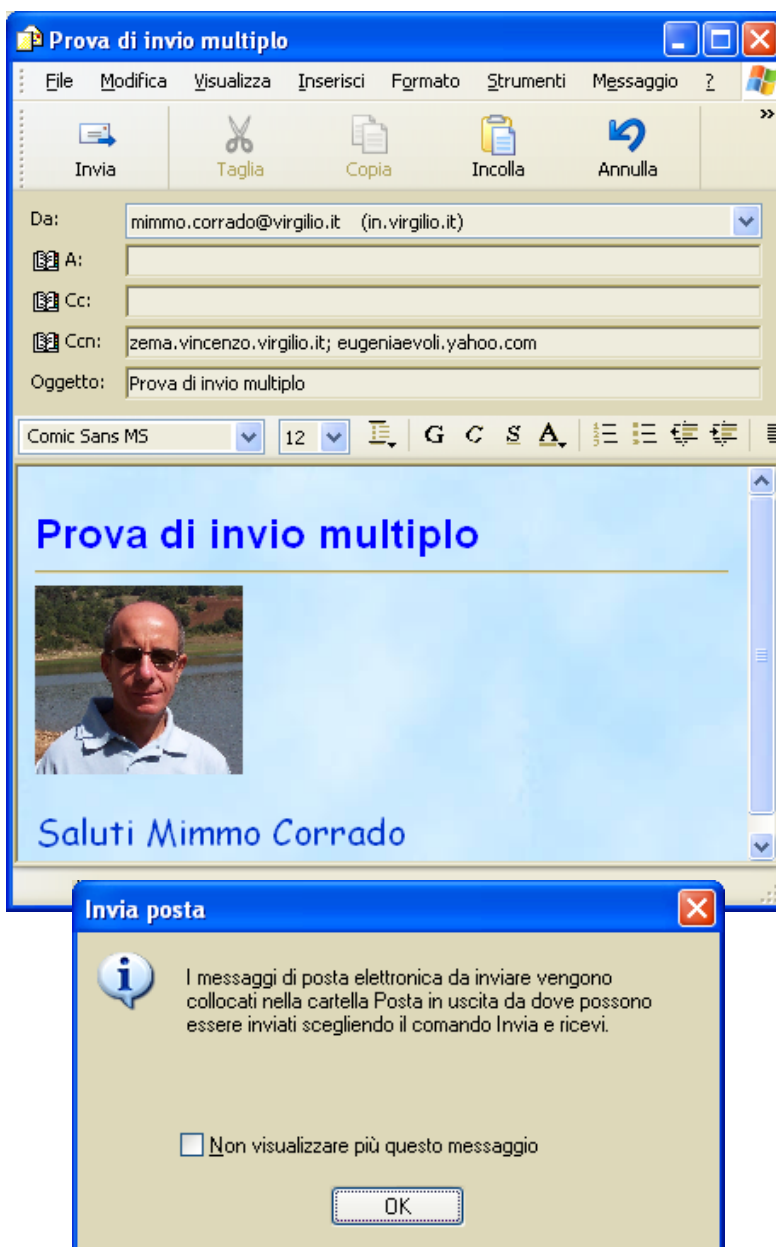 Prova di invio multiplo
File Modifica Visualizza Inserisci Formato Strumenti Messaggio ?
Invia Taglia Copia Incolla Annulla »
Da: mimmo.corrado@virgilio.it (in.virgilio.it)
A:
Cc:
Ccn: zema.vincenzo.virgilio.it; eugeniaevoli.yahoo.com
Oggetto: Prova di invio multiplo
Comic Sans MS 12 G C S A
Prova di invio multiplo
Saluti Mimmo Corrado
Invia posta
I messaggi di posta elettronica da inviare vengono
collocati nella cartella Posta in uscita da dove possono
essere inviati scegliendo il comando Invia e ricevi.
Non visualizzare più questo messaggio
OK